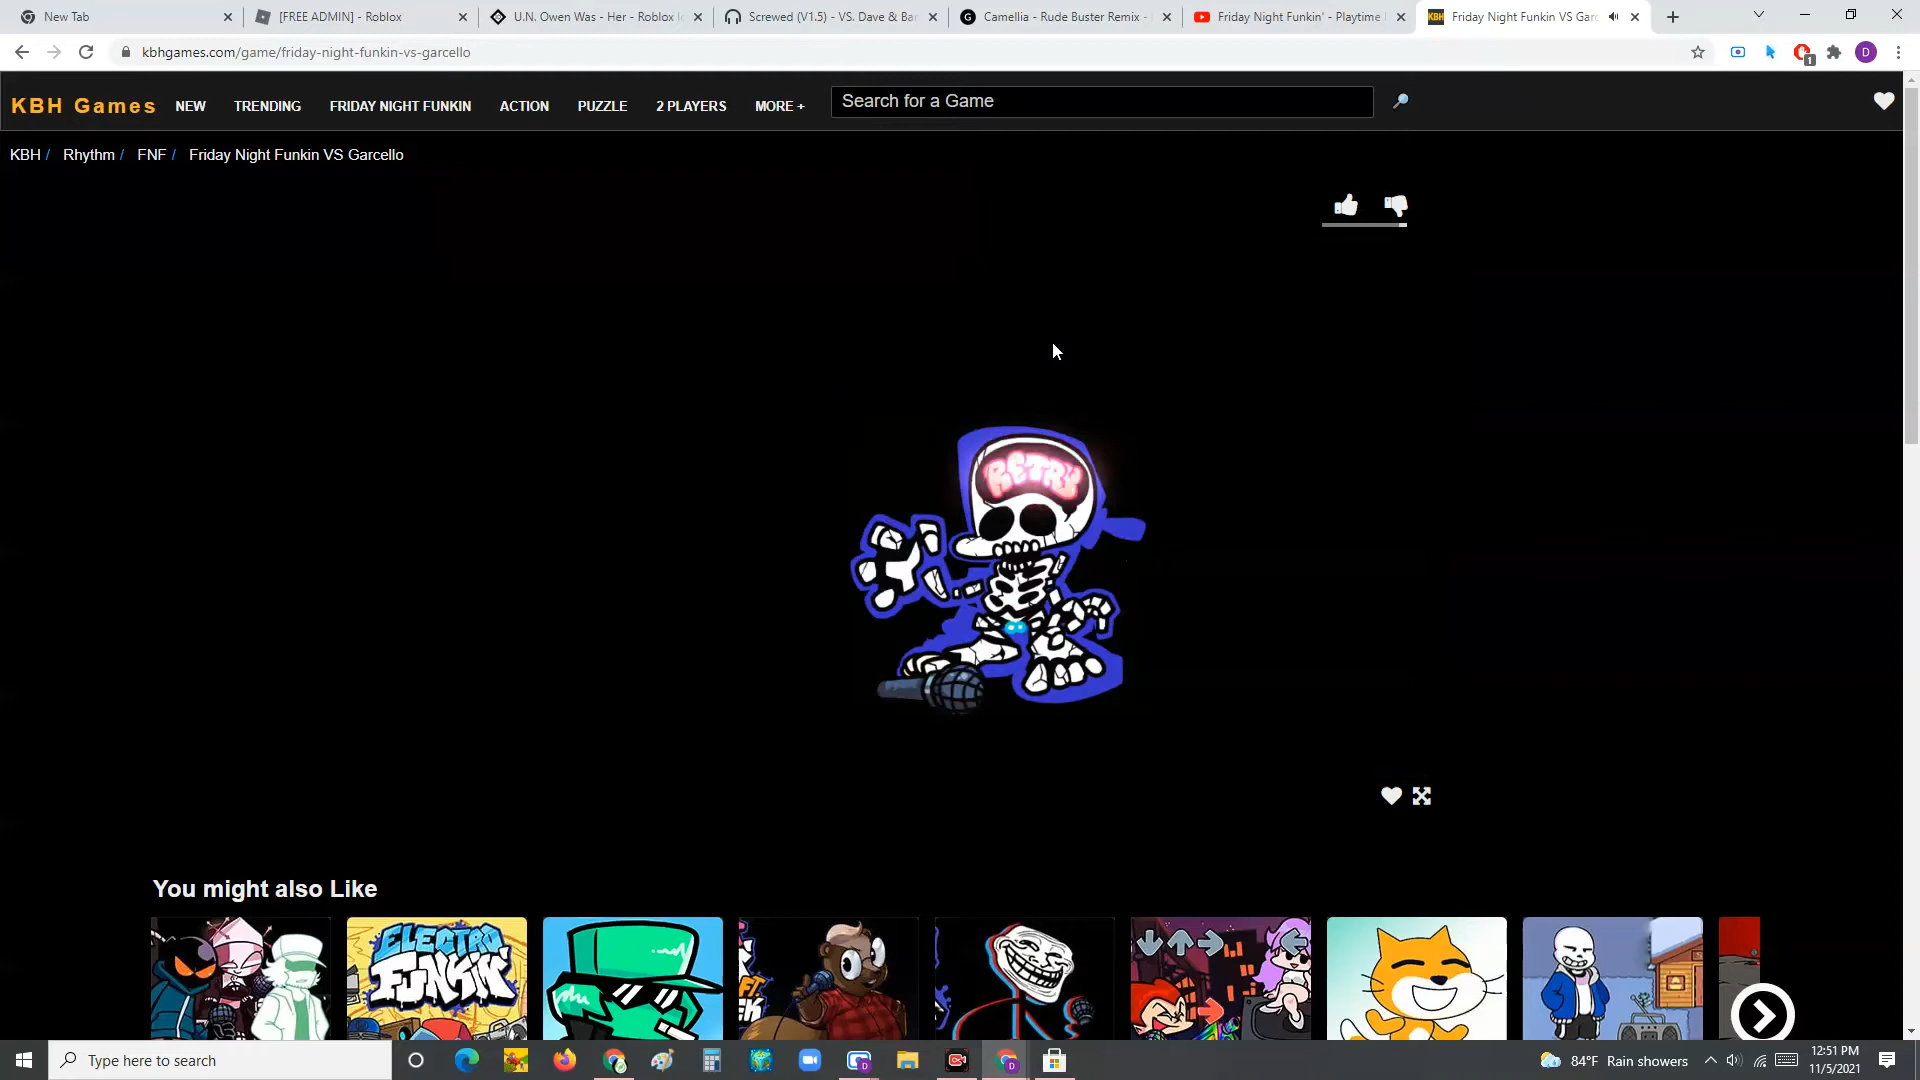 New Tab
[FREE ADMIN] - Roblox
U.N. Owen Was - Her - Roblox I
Screwed (V1.5) - VS. Dave & Ba
Camellia - Rude Buster Remix -
Friday Night Funkin' - Playtime
Friday Night Funkin VS Garc
kbhgames.com/game/friday-night-funkin-vs-garcello
D
1
KBH Games
NEW
TRENDING
FRIDAY NIGHT FUNKIN
ACTION
PUZZLE
2 PLAYERS
MORE +
Search for a Game
KBH / Rhythm / FNF / Friday Night Funkin VS Garcello
RETRY
You might also Like
ELECTRO
FUNKIN
Type here to search
84°F Rain showers
12:51 PM
11/5/2021